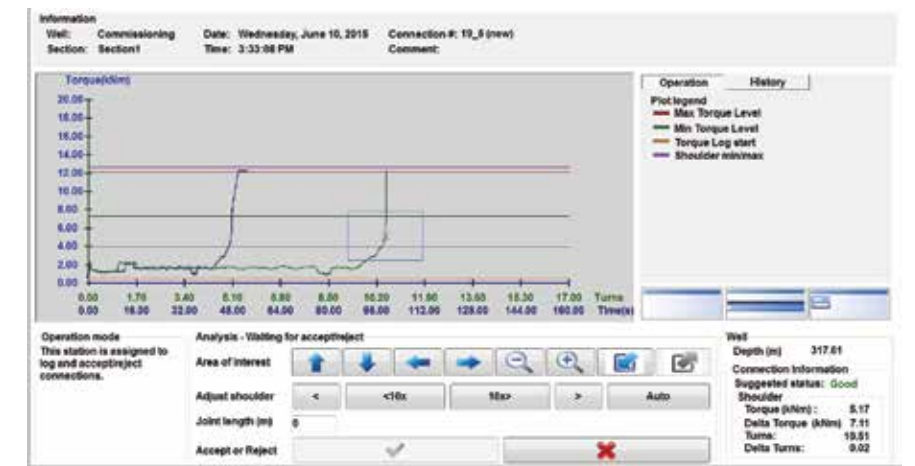 Information
Well: Commissioning Date: Wednesday, June 10, 2015 Connection #: 19_6 (new)
Section: Section1 Time: 3:33:08 PM Comment:
Torque(kNm)
20.00
18.00
16.00
14.00
12.00
10.00
8.00
6.00
4.00
2.00
0.00
0.00 1.70 3.40 5.10 6.80 8.50 10.20 11.90 13.60 15.30 17.00 Turns
0.00 16.00 32.00 48.00 64.00 80.00 96.00 112.00 128.00 144.00 160.00 Time(s)
Operation History
Plot legend
Max Torque Level
Min Torque Level
Torque Log start
Shoulder min/max
Operation mode
This station is assigned to
log and accept/reject
connections.
Analysis - Waiting for accept/reject
Area of interest
Adjust shoulder < <10x 10x> > Auto
Joint length (m) 0
Accept or Reject
Well
Depth (m) 317.61
Connection Information
Suggested status: Good
Shoulder
Torque (kNm): 5.17
Delta Torque (kNm) 7.11
Turns: 10.51
Delta Turns: 0.02